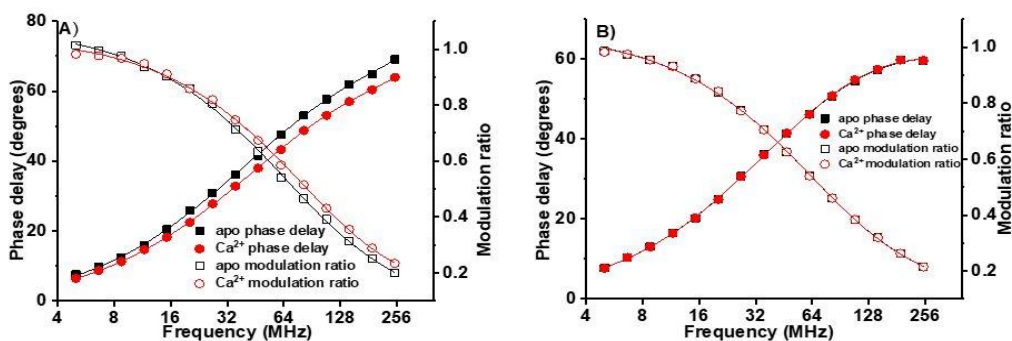 A)
80
60
40
20
0
Phase delay (degrees)
1.0
0.8
0.6
0.4
0.2
Modulation ratio
apo phase delay
Ca2+ phase delay
apo modulation ratio
Ca2+ modulation ratio
4 8 16 32 64 128 256
Frequency (MHz)
B)
60
40
20
0
Phase delay (degrees)
1.0
0.8
0.6
0.4
0.2
Modulation ratio
apo phase delay
Ca2+ phase delay
apo modulation ratio
Ca2+ modulation ratio
4 8 16 32 64 128 256
Frequency (MHz)